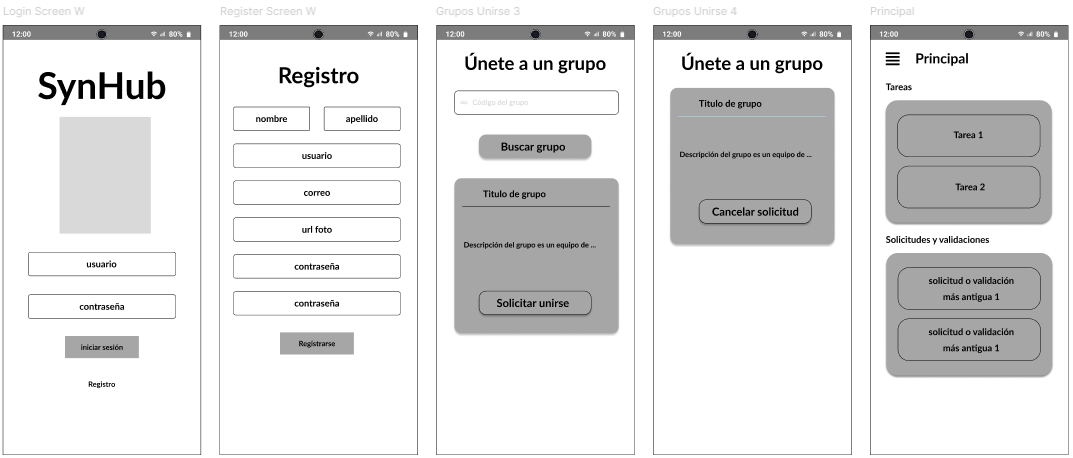 Login Screen W
12:00
80%
SynHub
usuario
contraseña
iniciar sesión
Registro
Register Screen W
12:00
80%
Registro
nombre
apellido
usuario
correo
url foto
contraseña
contraseña
Registrarse
Grupos Unirse 3
12:00
80%
Únete a un grupo
Código del grupo
Buscar grupo
Titulo de grupo
Descripción del grupo es un equipo de ...
Solicitar unirse
Grupos Unirse 4
12:00
80%
Únete a un grupo
Titulo de grupo
Descripción del grupo es un equipo de ...
Cancelar solicitud
Principal
12:00
80%
Principal
Tareas
Tarea 1
Tarea 2
Solicitudes y validaciones
solicitud o validación
más antigua 1
solicitud o validación
más antigua 1